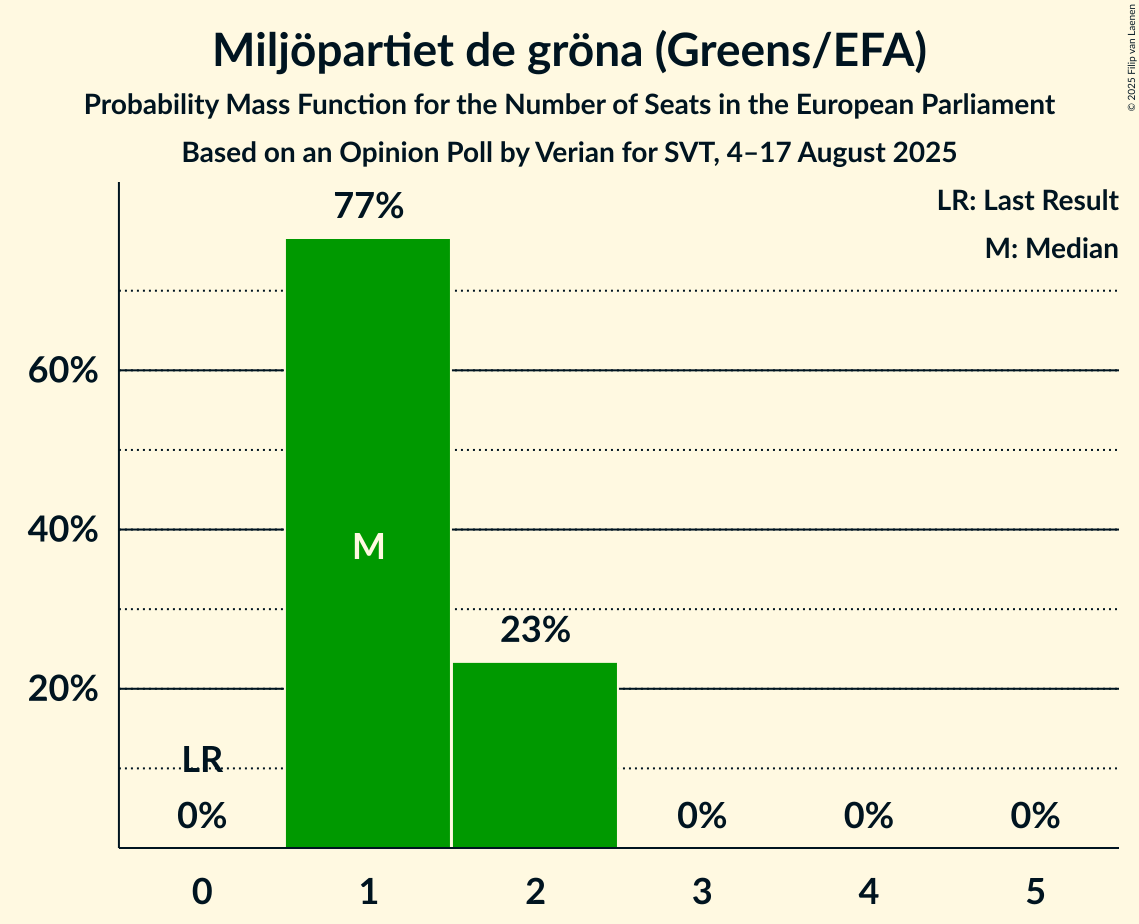 Miljöpartiet de gröna (Greens/EFA)
Probability Mass Function for the Number of Seats in the European Parliament
Based on an Opinion Poll by Verian for SVT, 4–17 August 2025
© 2025 Filip van Laenen
LR: Last Result
M: Median
77%
60%
40%
M
23%
20%
LR
0%
0%
0%
0%
0
1
2
3
4
5